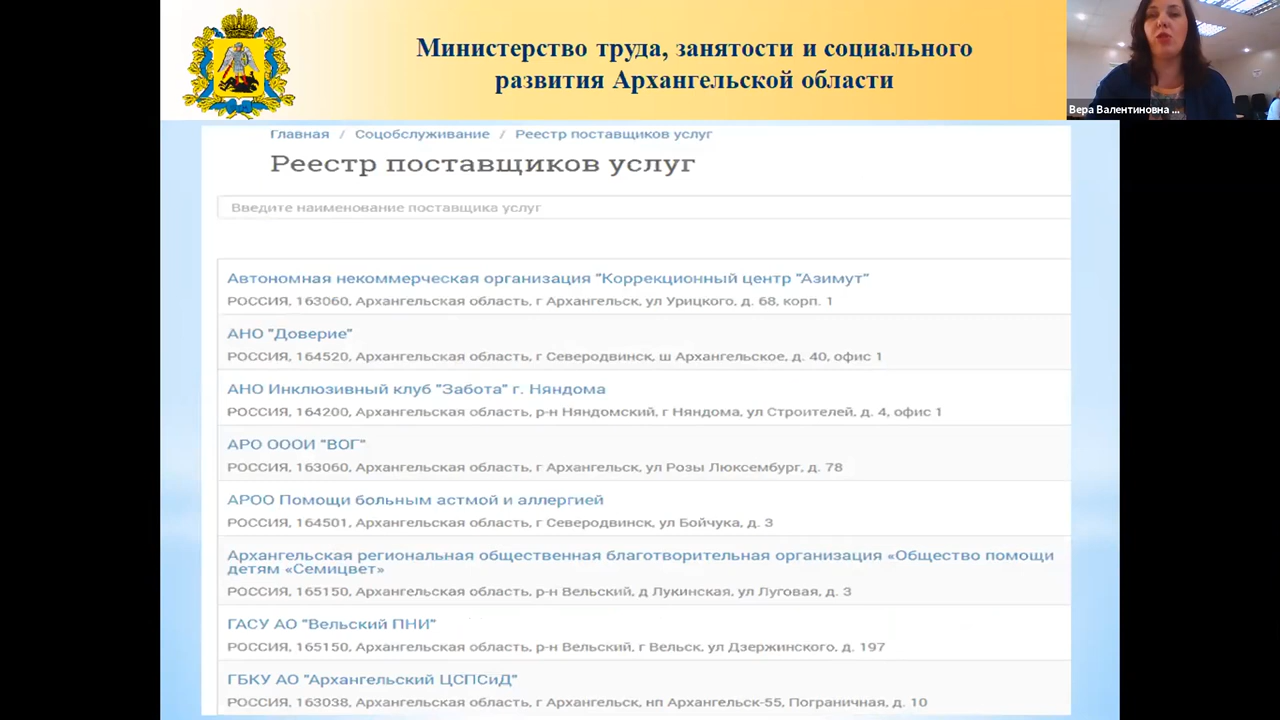 Министерство труда, занятости и социального
развития Архангельской области
Вера Валентиновна ...
Главная / Соцобслуживание / Реестр поставщиков услуг
Реестр поставщиков услуг
Введите наименование поставщика услуг
Автономная некоммерческая организация "Коррекционный центр "Азимут"
РОССИЯ, 163060, Архангельская область, г Архангельск, ул Урицкого, д. 68, корп. 1
АНО "Доверие"
РОССИЯ, 164520, Архангельская область, г Северодвинск, ш Архангельское, д. 40, офис 1
АНО Инклюзивный клуб "Забота" г. Няндома
РОССИЯ, 164200, Архангельская область, р-н Няндомский, г Няндома, ул Строителей, д. 4, офис 1
АРО ОООИ "ВОГ"
РОССИЯ, 163060, Архангельская область, г Архангельск, ул Розы Люксембург, д. 78
АРОО Помощи больным астмой и аллергией
РОССИЯ, 164501, Архангельская область, г Северодвинск, ул Бойчука, д. 3
Архангельская региональная общественная благотворительная организация «Общество помощи
детям «Семицвет»
РОССИЯ, 165150, Архангельская область, р-н Вельский, д Лукинская, ул Луговая, д. 3
ГАСУ АО "Вельский ПНИ"
РОССИЯ, 165150, Архангельская область, р-н Вельский, г Вельск, ул Дзержинского, д. 197
ГБКУ АО "Архангельский ЦСПСиД"
РОССИЯ, 163038, Архангельская область, г Архангельск, нп Архангельск-55, Пограничная, д. 10